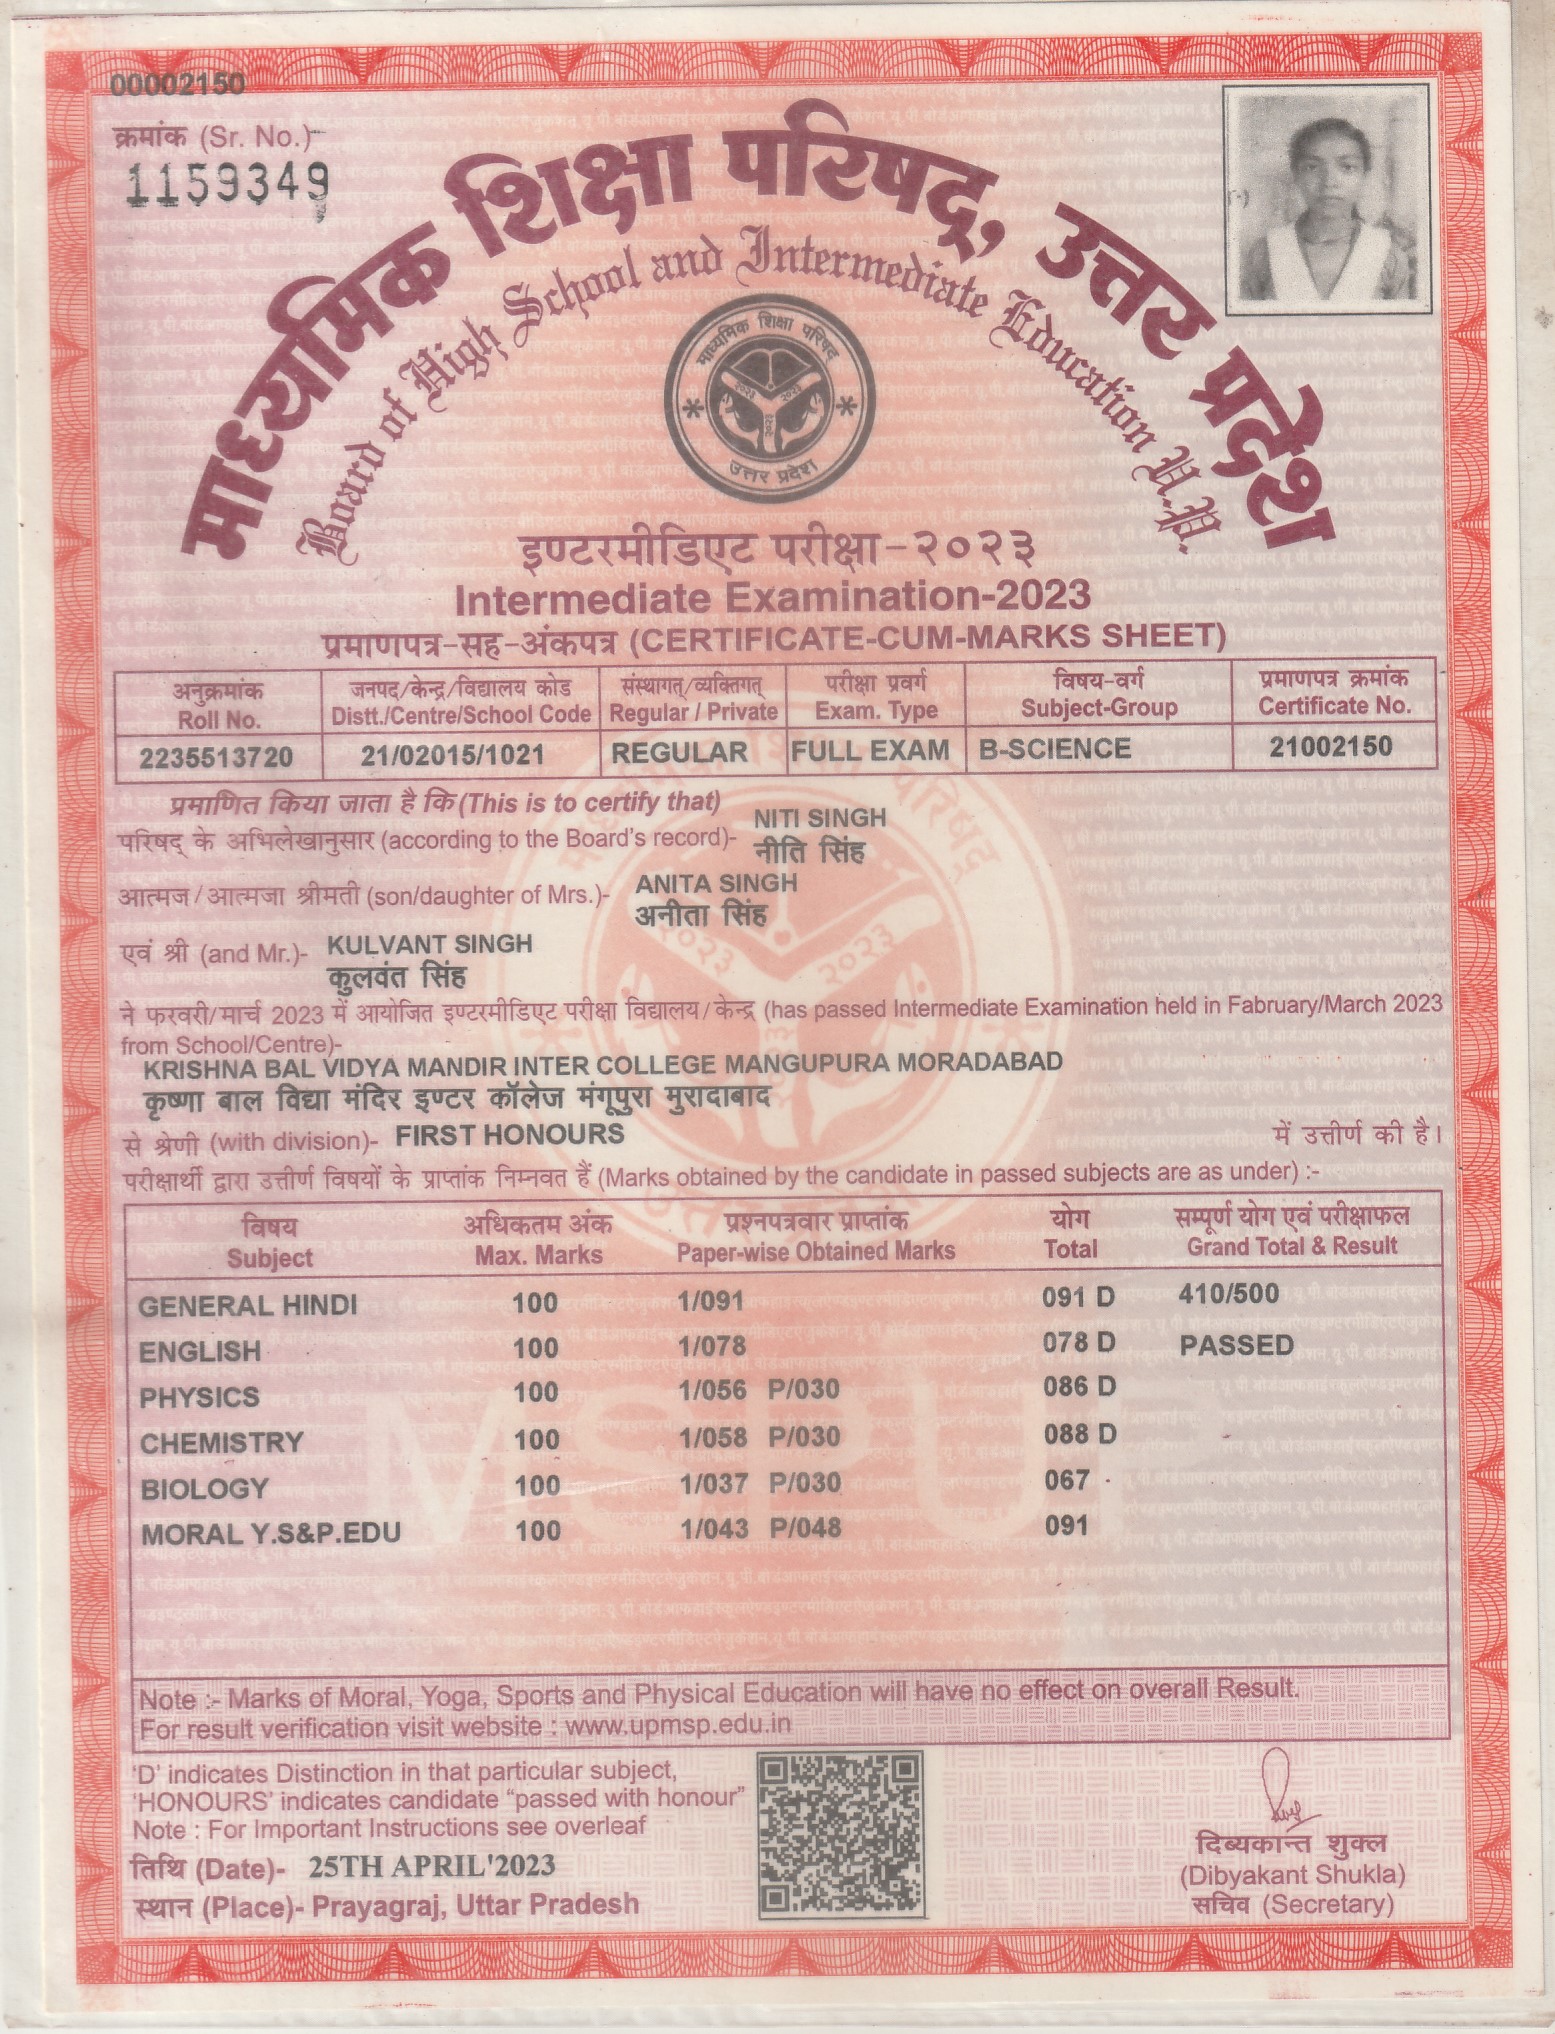 00002150
क्रमांक (Sr. No.)-
1159349
माध्यमिक शिक्षा परिषद्, उत्तर प्रदेश
Board of High School and Intermediate Education U.P.
माध्यमिक शिक्षा परिषद्
२०२३ २०२३
२०२३
उत्तर प्रदेश
इण्टरमीडिएट परीक्षा-२०२३
Intermediate Examination-2023
प्रमाणपत्र-सह-अंकपत्र (CERTIFICATE-CUM-MARKS SHEET)
अनुक्रमांक जनपद/केन्द्र/विद्यालय कोड संस्थागत्/व्यक्तिगत् परीक्षा प्रवर्ग विषय-वर्ग प्रमाणपत्र क्रमांक
Roll No. Distt./Centre/School Code Regular / Private Exam. Type Subject-Group Certificate No.
2235513720 21/02015/1021 REGULAR FULL EXAM B-SCIENCE 21002150
प्रमाणित किया जाता है कि (This is to certify that)
NITI SINGH
परिषद् के अभिलेखानुसार (according to the Board's record)- नीति सिंह
ANITA SINGH
आत्मज/आत्मजा श्रीमती (son/daughter of Mrs.)- अनीता सिंह
एवं श्री (and Mr.)- KULVANT SINGH
कुलवंत सिंह
ने फरवरी/मार्च 2023 में आयोजित इण्टरमीडिएट परीक्षा विद्यालय/केन्द्र (has passed Intermediate Examination held in Fabruary/March 2023
from School/Centre)-
KRISHNA BAL VIDYA MANDIR INTER COLLEGE MANGUPURA MORADABAD
कृष्णा बाल विद्या मंदिर इण्टर कॉलेज मंगूपुरा मुरादाबाद
से श्रेणी (with division)- FIRST HONOURS में उत्तीर्ण की है।
परीक्षार्थी द्वारा उत्तीर्ण विषयों के प्राप्तांक निम्नवत हैं (Marks obtained by the candidate in passed subjects are as under) :-
विषय अधिकतम अंक प्रश्नपत्रवार प्राप्तांक योग सम्पूर्ण योग एवं परीक्षाफल
Subject Max. Marks Paper-wise Obtained Marks Total Grand Total & Result
GENERAL HINDI 100 1/091 091 D 410/500
ENGLISH 100 1/078 078 D PASSED
PHYSICS 100 1/056 P/030 086 D
CHEMISTRY 100 1/058 P/030 088 D
BIOLOGY 100 1/037 P/030 067
MORAL Y.S&P.EDU 100 1/043 P/048 091
Note :- Marks of Moral, Yoga, Sports and Physical Education will have no effect on overall Result.
For result verification visit website : www.upmsp.edu.in
'D' indicates Distinction in that particular subject,
'HONOURS' indicates candidate “passed with honour”
Note : For Important Instructions see overleaf
तिथि (Date)- 25TH APRIL'2023
स्थान (Place)- Prayagraj, Uttar Pradesh
दिब्यकान्त शुक्ल
(Dibyakant Shukla)
सचिव (Secretary)